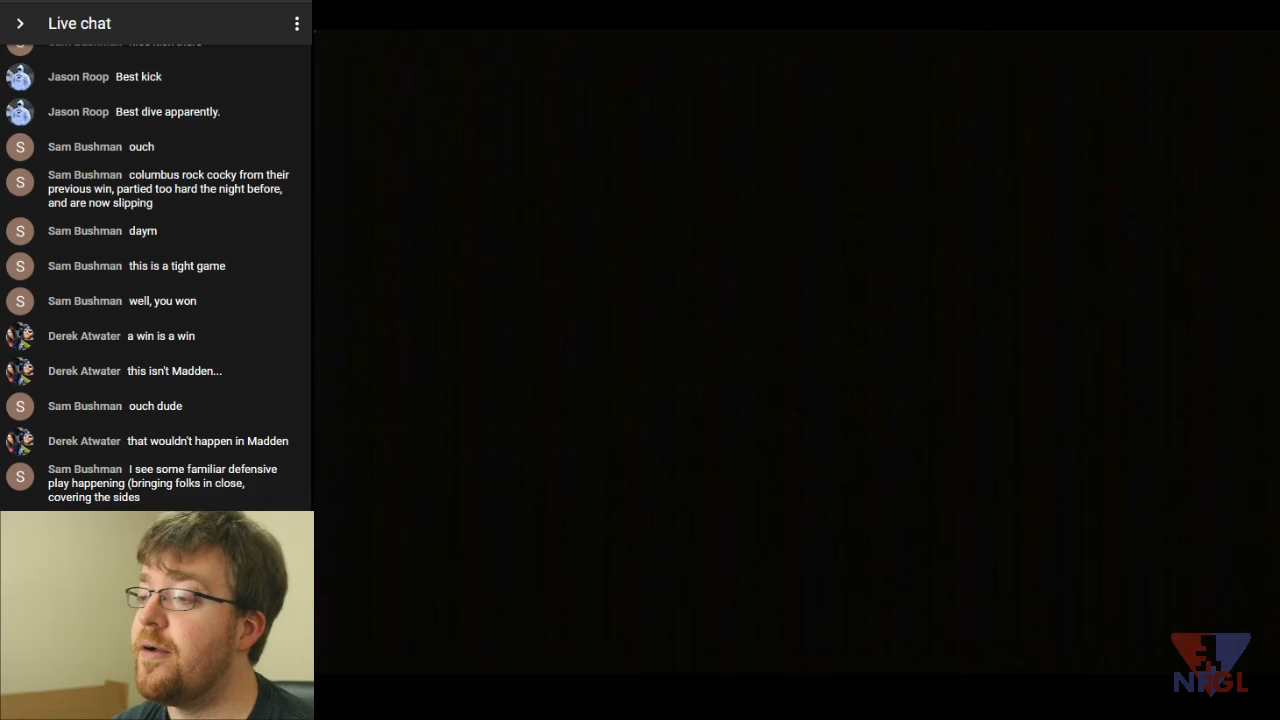 Live chat
Jason Roop Best kick
Jason Roop Best dive apparently.
S Sam Bushman ouch
S Sam Bushman columbus rock cocky from their
previous win, partied too hard the night before,
and are now slipping
S Sam Bushman daym
S Sam Bushman this is a tight game
S Sam Bushman well, you won
Derek Atwater a win is a win
Derek Atwater this isn't Madden...
S Sam Bushman ouch dude
Derek Atwater that wouldn't happen in Madden
S Sam Bushman I see some familiar defensive
play happening (bringing folks in close,
covering the sides
NFGL